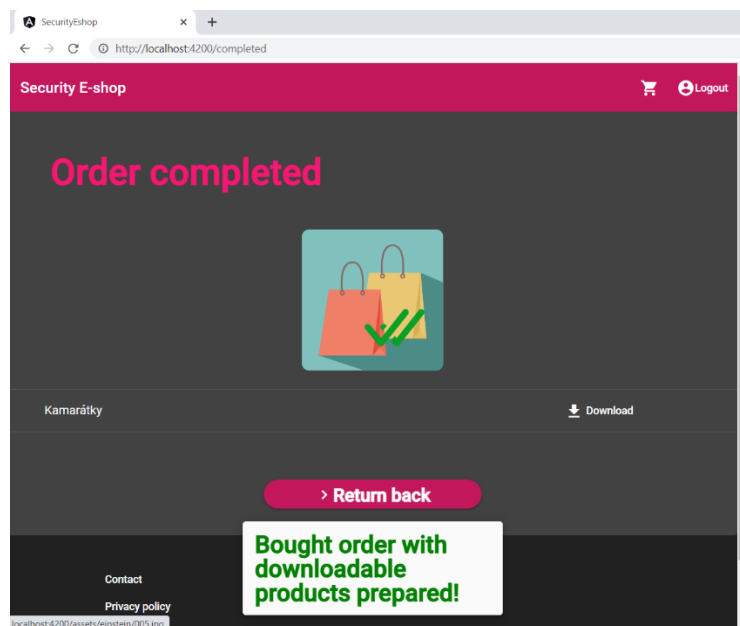 SecurityEshop
http://localhost:4200/completed
Security E-shop
Logout
Order completed
Kamarátky
Download
> Return back
Bought order with
downloadable
products prepared!
Contact
Privacy policy
localhost:4200/assets/einstein/005.jpg